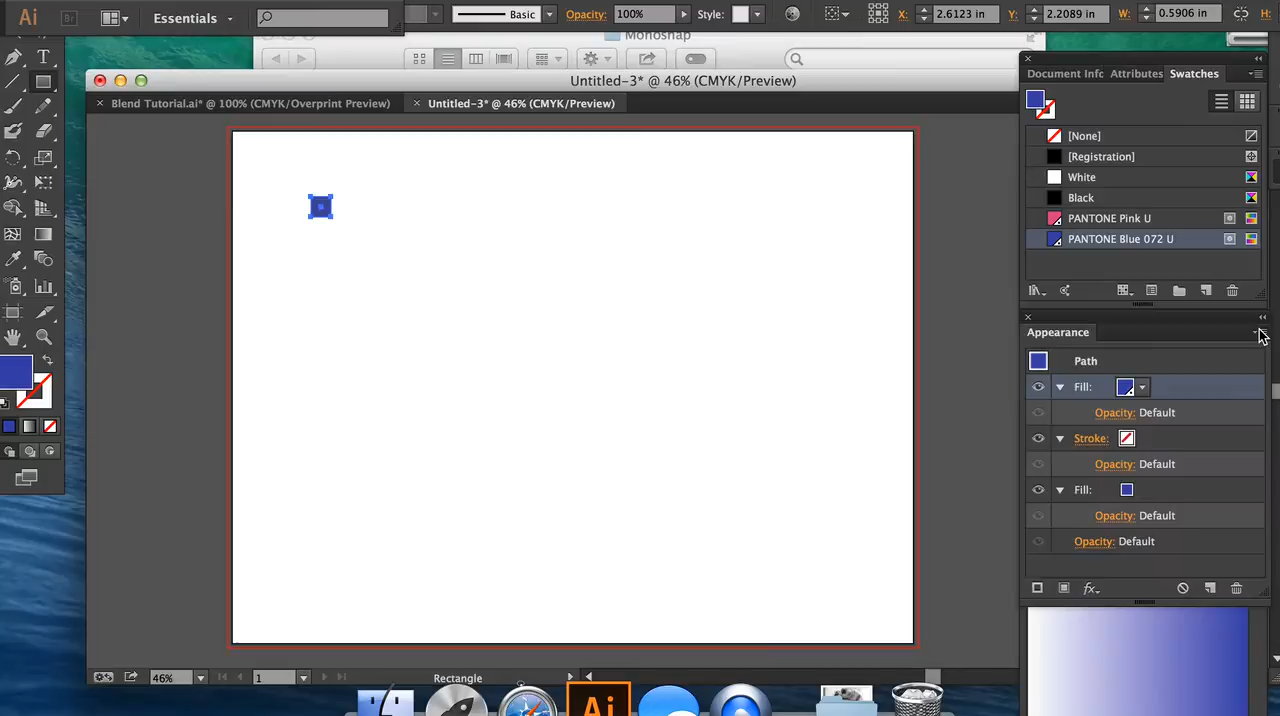 Ai Br Essentials Basic Opacity: 100% Style: X: 2.6123 in Y: 2.2089 in W: 0.5906 in H:
Monosnap
Untitled-3* @ 46% (CMYK/Preview)
× Blend Tutorial.ai* @ 100% (CMYK/Overprint Preview) × Untitled-3* @ 46% (CMYK/Preview)
Document Info Attributes Swatches
[None]
[Registration]
White
Black
PANTONE Pink U
PANTONE Blue 072 U
Appearance
Path
Fill:
Opacity: Default
Stroke:
Opacity: Default
Fill:
Opacity: Default
Opacity: Default
fx
46% 1 Rectangle
Ai